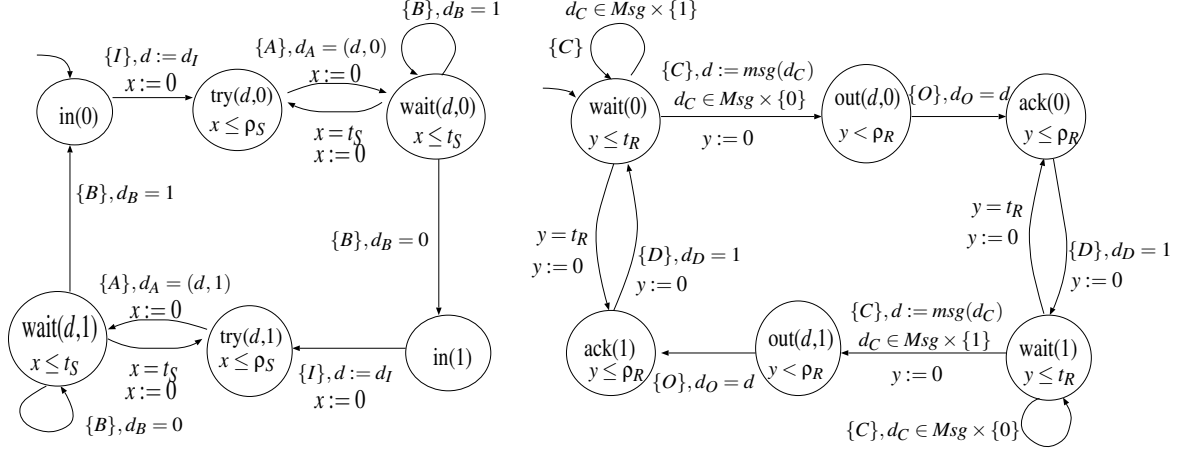 {B}, d_B = 1
{I}, d := d_I
x := 0
{A}, d_A = (d, 0)
x := 0
in(0)
try(d,0)
x ≤ ρ_S
wait(d,0)
x ≤ t_S
x = t_S
x := 0
{B}, d_B = 1
{B}, d_B = 0
{A}, d_A = (d, 1)
x := 0
wait(d,1)
x ≤ t_S
try(d,1)
x ≤ ρ_S
in(1)
x = t_S
x := 0
{I}, d := d_I
x := 0
{B}, d_B = 0
d_C ∈ Msg × {1}
{C}
wait(0)
y ≤ t_R
{C}, d := msg(d_C)
d_C ∈ Msg × {0}
y := 0
out(d,0)
y < ρ_R
{O}, d_O = d
ack(0)
y ≤ ρ_R
y = t_R
y := 0
{D}, d_D = 1
y := 0
y = t_R
y := 0
{D}, d_D = 1
y := 0
ack(1)
y ≤ ρ_R
{O}, d_O = d
out(d,1)
y < ρ_R
{C}, d := msg(d_C)
d_C ∈ Msg × {1}
y := 0
wait(1)
y ≤ t_R
{C}, d_C ∈ Msg × {0}